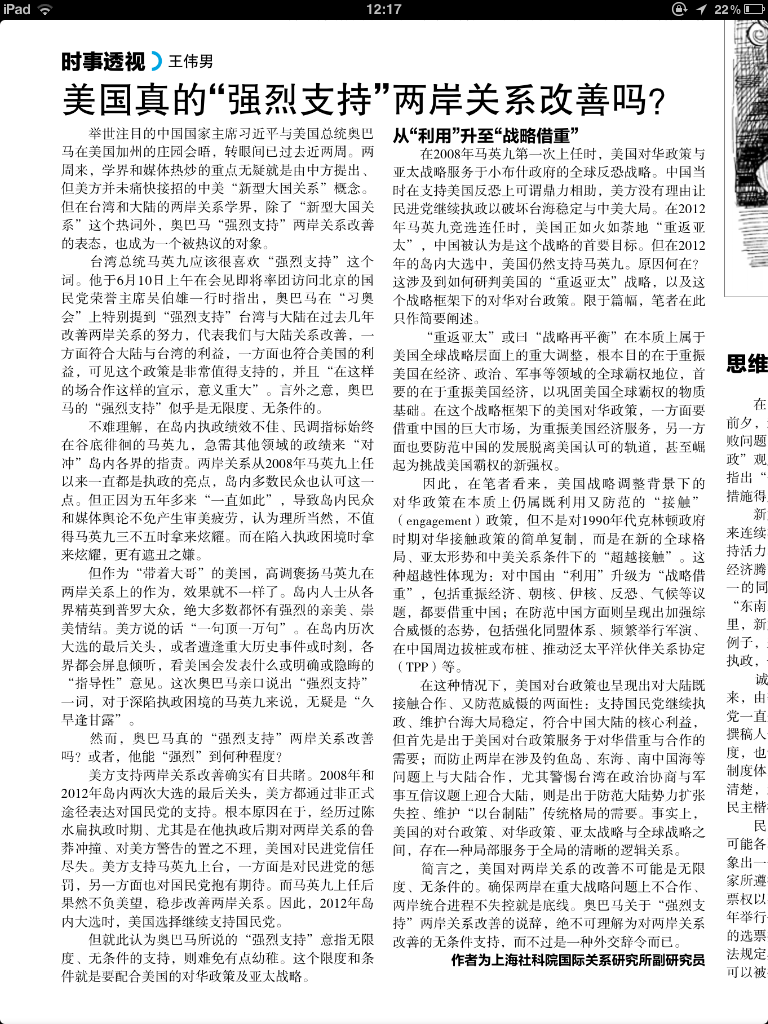 iPad
12:17
22%
时事透视
王伟男
美国真的“强烈支持”两岸关系改善吗?
举世注目的中国国家主席习近平与美国总统奥巴
马在美国加州的庄园会晤，转眼间已过去近两周。两
周来，学界和媒体热炒的重点无疑就是由中方提出、
但美方并未痛快接招的中美“新型大国关系”概念。
但在台湾和大陆的两岸关系学界，除了“新型大国关
系”这个热词外，奥巴马“强烈支持”两岸关系改善
的表态，也成为一个被热议的对象。
台湾总统马英九应该很喜欢“强烈支持”这个
词。他于6月10日上午在会见即将率团访问北京的国
民党荣誉主席吴伯雄一行时指出，奥巴马在“习奥
会”上特别提到“强烈支持”台湾与大陆在过去几年
改善两岸关系的努力，代表我们与大陆关系改善，一
方面符合大陆与台湾的利益，一方面也符合美国的利
益，可见这个政策是非常值得支持的，并且“在这样
的场合作这样的宣示，意义重大”。言外之意，奥巴
马的“强烈支持”似乎是无限度、无条件的。
不难理解，在岛内执政绩效不佳、民调指标始终
在谷底徘徊的马英九，急需其他领域的政绩来“对
冲”岛内各界的指责。两岸关系从2008年马英九上任
以来一直都是执政的亮点，岛内多数民众也认可这一
点。但正因为五年多来“一直如此”，导致岛内民众
和媒体舆论不免产生审美疲劳，认为理所当然，不值
得马英九三不五时拿来炫耀。而在陷入执政困境时拿
来炫耀，更有遮丑之嫌。
但作为“带着大哥”的美国，高调褒扬马英九在
两岸关系上的作为，效果就不一样了。岛内人士从各
界精英到普罗大众，绝大多数都怀有强烈的亲美、崇
美情结。美方说的话“一句顶一万句”。在岛内历次
大选的最后关头，或者遭逢重大历史事件或时刻，各
界都会屏息倾听，看美国会发表什么或明确或隐晦的
“指导性”意见。这次奥巴马亲口说出“强烈支持”
一词，对于深陷执政困境的马英九来说，无疑是“久
旱逢甘露”。
然而，奥巴马真的“强烈支持”两岸关系改善
吗？或者，他能“强烈”到何种程度？
美方支持两岸关系改善确实有目共睹。2008年和
2012年岛内两次大选的最后关头，美方都通过非正式
途径表达对国民党的支持。根本原因在于，经历过陈
水扁执政时期、尤其是在他执政后期对两岸关系的鲁
莽冲撞、对美方警告的置之不理，美国对民进党信任
尽失。美方支持马英九上台，一方面是对民进党的惩
罚，另一方面也对国民党抱有期待。而马英九上任后
果然不负美望，稳步改善两岸关系。因此，2012年岛
内大选时，美国选择继续支持国民党。
但就此认为奥巴马所说的“强烈支持”意指无限
度、无条件的支持，则难免有点幼稚。这个限度和条
件就是要配合美国的对华政策及亚太战略。
从“利用”升至“战略借重”
在2008年马英九第一次上任时，美国对华政策与
亚太战略服务于小布什政府的全球反恐战略。中国当
时在支持美国反恐上可谓鼎力相助，美方没有理由让
民进党继续执政以破坏台海稳定与中美大局。在2012
年马英九竞选连任时，美国正如火如荼地“重返亚
太”，中国被认为是这个战略的首要目标。但在2012
年的岛内大选中，美国仍然支持马英九。原因何在？
这涉及到如何研判美国的“重返亚太”战略，以及这
个战略框架下的对华对台政策。限于篇幅，笔者在此
只作简要阐述。
“重返亚太”或曰“战略再平衡”在本质上属于
美国全球战略层面上的重大调整，根本目的在于重振
美国在经济、政治、军事等领域的全球霸权地位，首
要的在于重振美国经济，以巩固美国全球霸权的物质
基础。在这个战略框架下的美国对华政策，一方面要
借重中国的巨大市场，为重振美国经济服务，另一方
面也要防范中国的发展脱离美国认可的轨道，甚至崛
起为挑战美国霸权的新强权。
因此，在笔者看来，美国战略调整背景下的
对华政策在本质上仍属既利用又防范的“接触”
（engagement）政策，但不是对1990年代克林顿政府
时期对华接触政策的简单复制，而是在新的全球格
局、亚太形势和中美关系条件下的“超越接触”。这
种超越性体现为：对中国由“利用”升级为“战略借
重”，包括重振经济、朝核、伊核、反恐、气候等议
题，都要借重中国；在防范中国方面则呈现出加强综
合威慑的态势，包括强化同盟体系、频繁举行军演、
在中国周边拔桩或布桩、推动泛太平洋伙伴关系协定
（TPP）等。
在这种情况下，美国对台政策也呈现出对大陆既
接触合作、又防范威慑的两面性；支持国民党继续执
政、维护台海大局稳定，符合中国大陆的核心利益，
但首先是出于美国对台政策服务于对华借重与合作的
需要；而防止两岸在涉及钓鱼岛、东海、南中国海等
问题上与大陆合作，尤其警惕台湾在政治协商与军
事互信议题上迎合大陆，则是出于防范大陆势力扩张
失控、维护“以台制陆”传统格局的需要。事实上，
美国的对台政策、对华政策、亚太战略与全球战略之
间，存在一种局部服务于全局的清晰的逻辑关系。
简言之，美国对两岸关系的改善不可能是无限
度、无条件的。确保两岸在重大战略问题上不合作、
两岸统合进程不失控就是底线。奥巴马关于“强烈支
持”两岸关系改善的说辞，绝不可理解为对两岸关系
改善的无条件支持，而不过是一种外交辞令而已。
作者为上海社科院国际关系研究所副研究员
思维
在
前夕，
败问题
政”观
指出“
措施得
新
来连续
持活力
经济腾
一的同
“东南
里，新
例子，
执政，
诚
来，由
党一直
撰稿人
度，也
制度体
清楚，
民主楷
民
可能各
象出一
家所遵
票权以
年举行
的选票
法规定
可以被